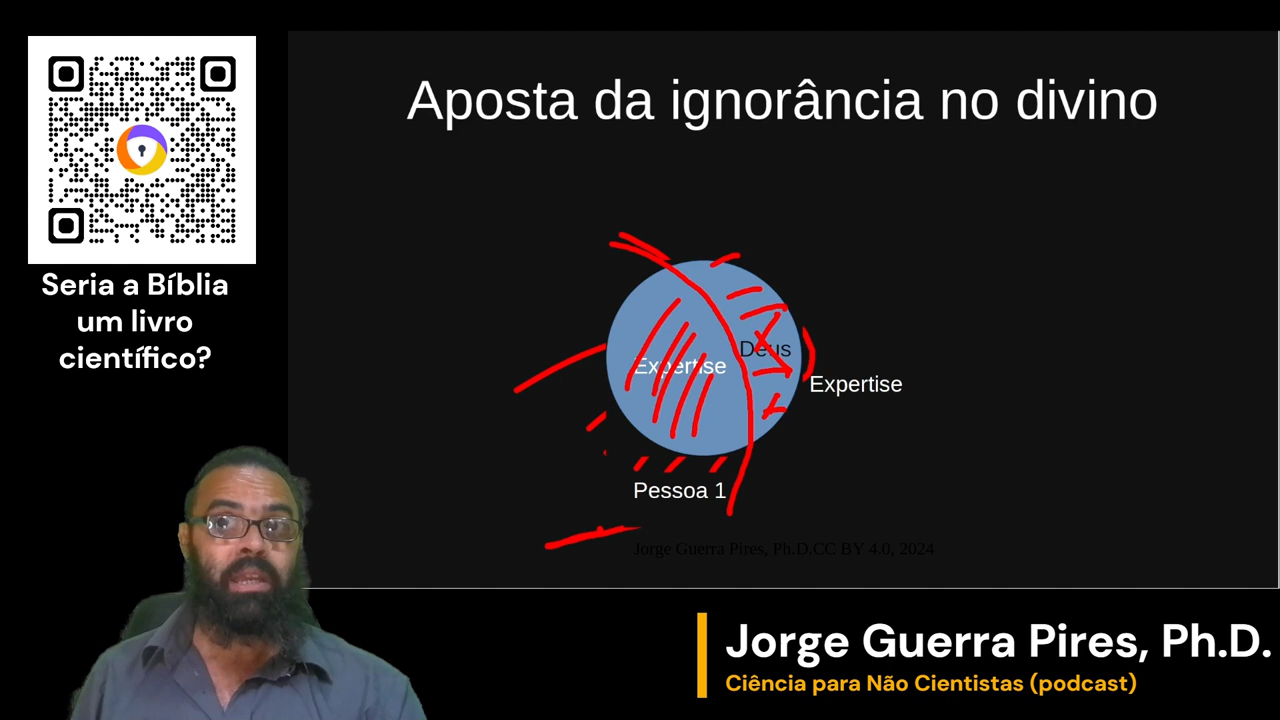 Aposta da ignorância no divino
Seria a Bíblia
um livro
científico?
Deus
Expertise
Expertise
Pessoa 1
Jorge Guerra Pires, Ph.D.CC BY 4.0, 2024
Jorge Guerra Pires, Ph.D.
Ciência para Não Cientistas (podcast)